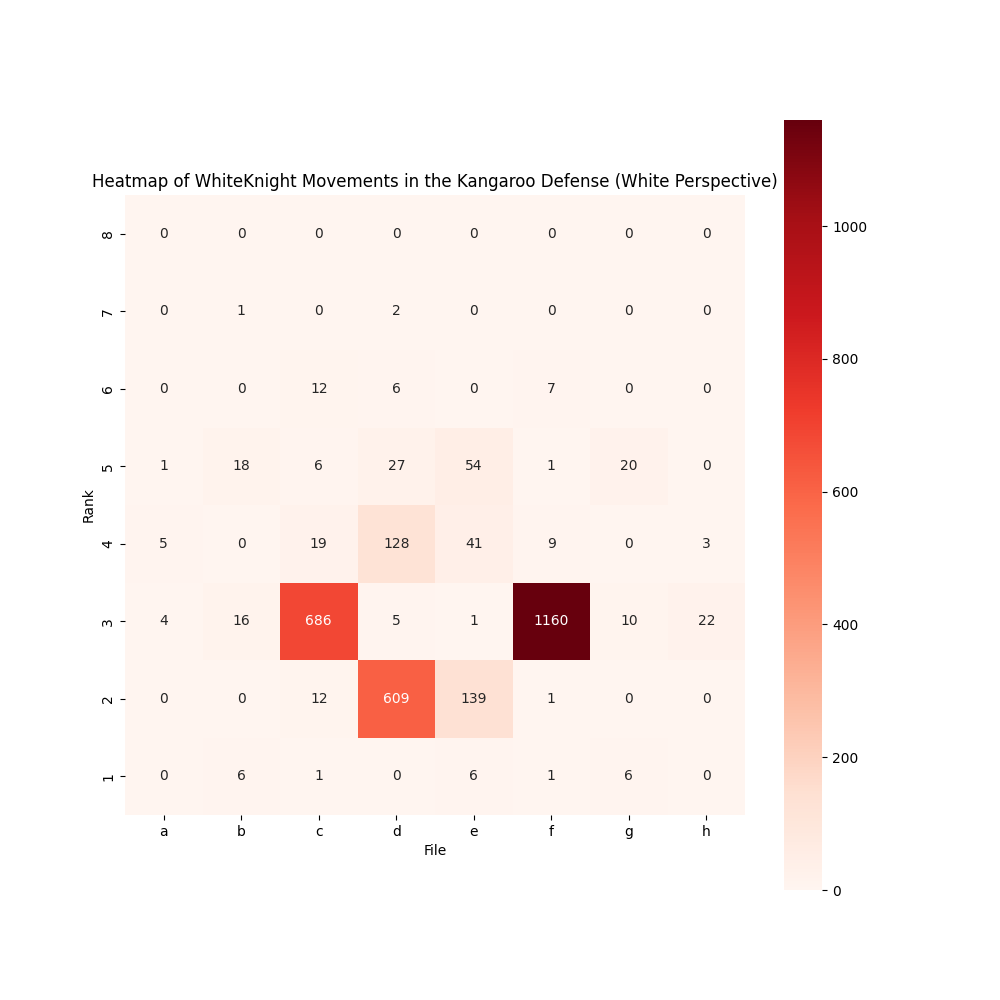 Heatmap of WhiteKnight Movements in the Kangaroo Defense (White Perspective)
8 0 0 0 0 0 0 0 0
7 0 1 0 2 0 0 0 0
6 0 0 12 6 0 7 0 0
5 1 18 6 27 54 1 20 0
Rank
4 5 0 19 128 41 9 0 3
3 4 16 686 5 1 1160 10 22
2 0 0 12 609 139 1 0 0
1 0 6 1 0 6 1 6 0
a b c d e f g h
File
1000
800
600
400
200
0